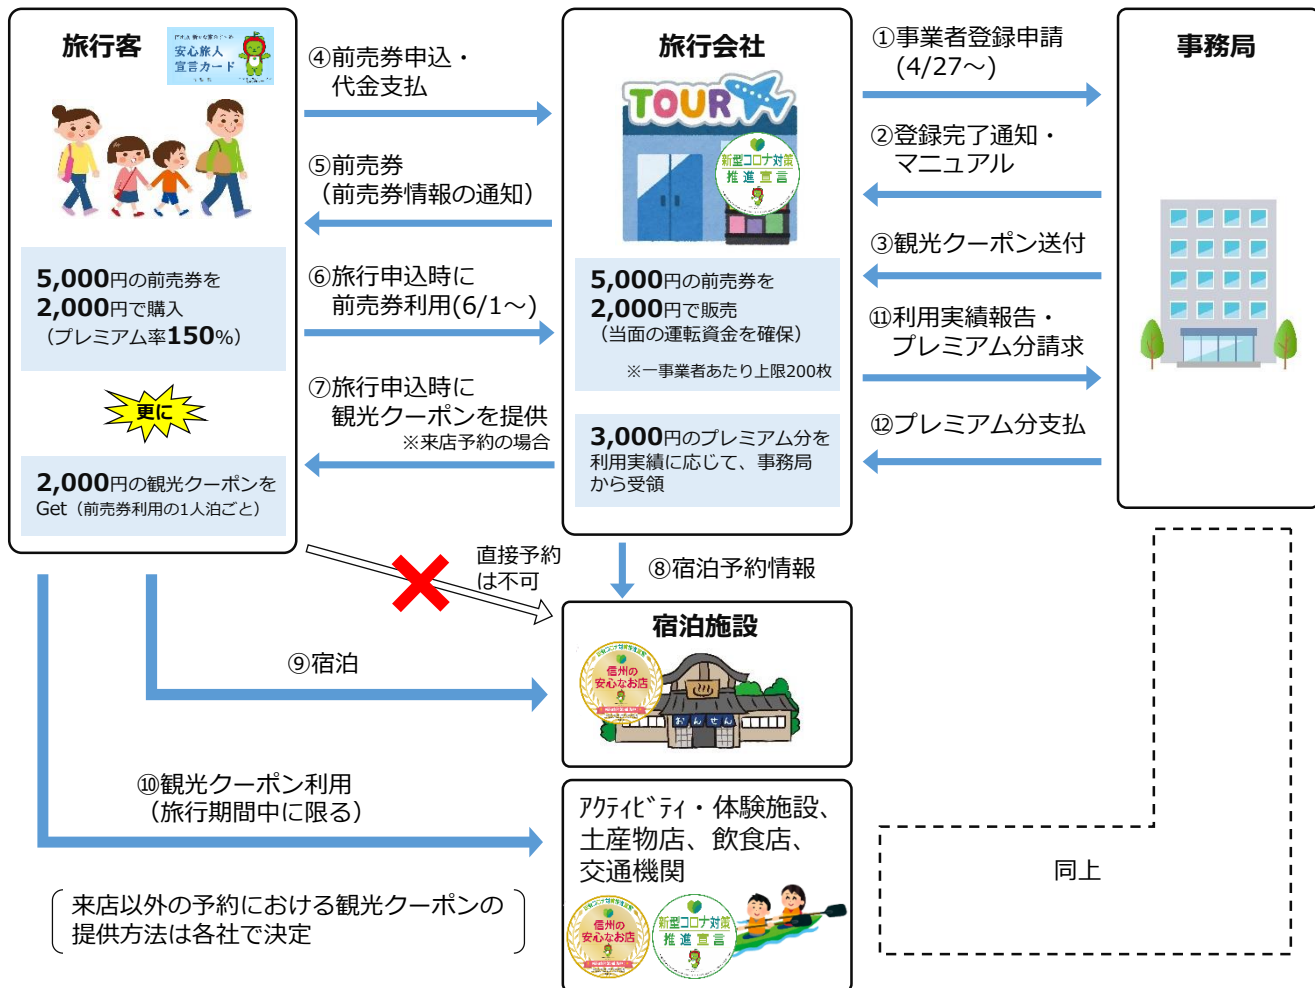 旅行客
安心旅人
宣言カード
5,000円の前売券を
2,000円で購入
（プレミアム率150%）
更に
2,000円の観光クーポンを
Get（前売券利用の1人泊ごと）
④前売券申込・
代金支払
⑤前売券
（前売券情報の通知）
⑥旅行申込時に
前売券利用(6/1～)
⑦旅行申込時に
観光クーポンを提供
※来店予約の場合
旅行会社
TOUR
新型コロナ対策
推進宣言
5,000円の前売券を
2,000円で販売
（当面の運転資金を確保）
※一事業者あたり上限200枚
3,000円のプレミアム分を
利用実績に応じて、事務局
から受領
①事業者登録申請
(4/27～)
②登録完了通知・
マニュアル
③観光クーポン送付
⑪利用実績報告・
プレミアム分請求
⑫プレミアム分支払
事務局
直接予約
は不可
⑧宿泊予約情報
宿泊施設
信州の
安心なお店
おんせん
⑨宿泊
⑩観光クーポン利用
（旅行期間中に限る）
ｱｸﾃｨﾋﾞﾃｨ・体験施設、
土産物店、飲食店、
交通機関
信州の
安心なお店
新型コロナ対策
推進宣言
同上
来店以外の予約における観光クーポンの
提供方法は各社で決定